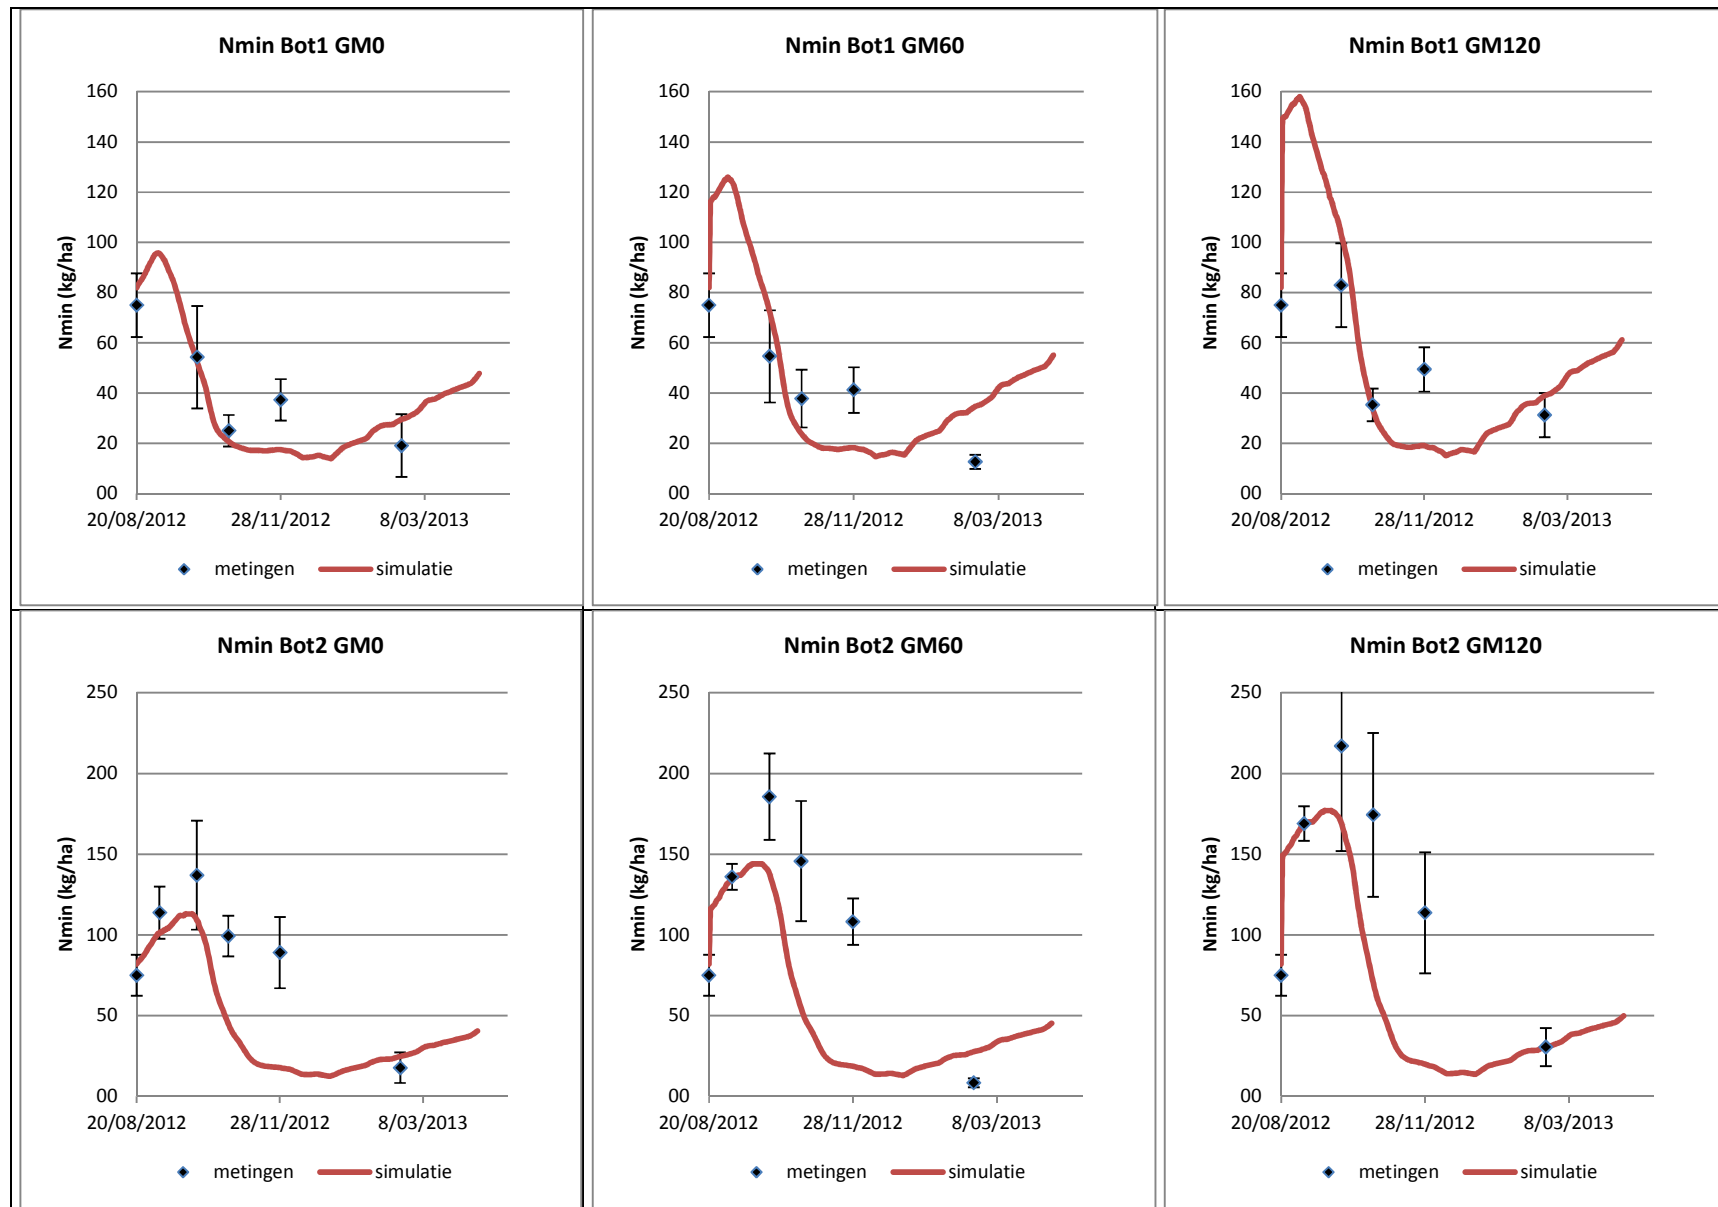 Nmin Bot1 GM0
160
140
120
100
80
60
40
20
00
Nmin (kg/ha)
20/08/2012 28/11/2012 8/03/2013
metingen simulatie
Nmin Bot1 GM60
160
140
120
100
80
60
40
20
00
Nmin (kg/ha)
20/08/2012 28/11/2012 8/03/2013
metingen simulatie
Nmin Bot1 GM120
160
140
120
100
80
60
40
20
00
Nmin (kg/ha)
20/08/2012 28/11/2012 8/03/2013
metingen simulatie
Nmin Bot2 GM0
250
200
150
100
50
00
Nmin (kg/ha)
20/08/2012 28/11/2012 8/03/2013
metingen simulatie
Nmin Bot2 GM60
250
200
150
100
50
00
Nmin (kg/ha)
20/08/2012 28/11/2012 8/03/2013
metingen simulatie
Nmin Bot2 GM120
250
200
150
100
50
00
Nmin (kg/ha)
20/08/2012 28/11/2012 8/03/2013
metingen simulatie